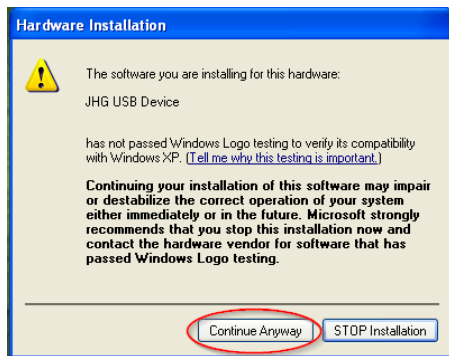 Hardware Installation
The software you are installing for this hardware:
JHG USB Device
has not passed Windows Logo testing to verify its compatibility
with Windows XP. (Tell me why this testing is important.)
Continuing your installation of this software may impair
or destabilize the correct operation of your system
either immediately or in the future. Microsoft strongly
recommends that you stop this installation now and
contact the hardware vendor for software that has
passed Windows Logo testing.
Continue Anyway
STOP Installation